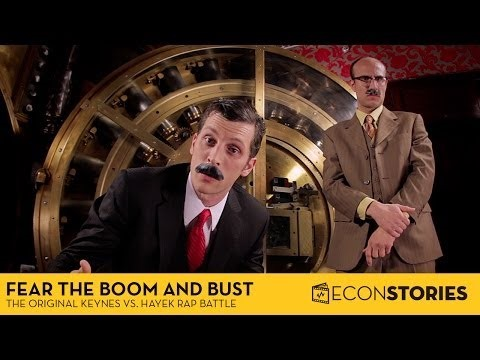 FEAR THE BOOM AND BUST
THE ORIGINAL KEYNES VS. HAYEK RAP BATTLE
ECONSTORIES